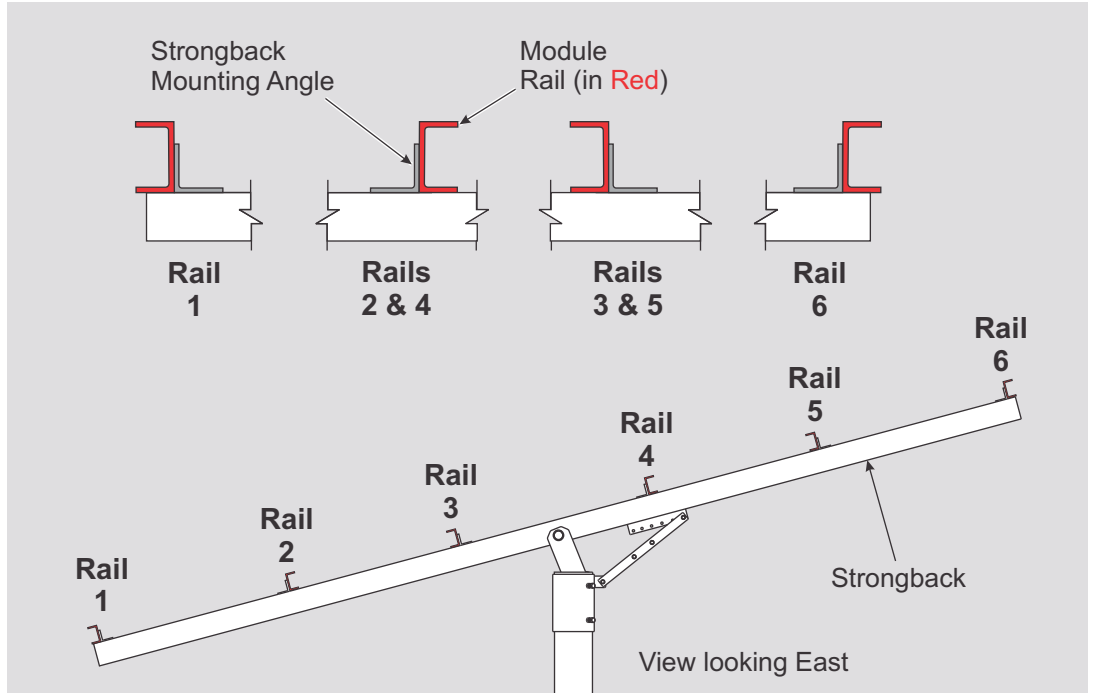 Strongback
Mounting Angle
Module
Rail (in Red)
Rail
1
Rails
2 & 4
Rails
3 & 5
Rail
6
Rail
6
Rail
5
Rail
4
Rail
3
Rail
2
Rail
1
Strongback
View looking East